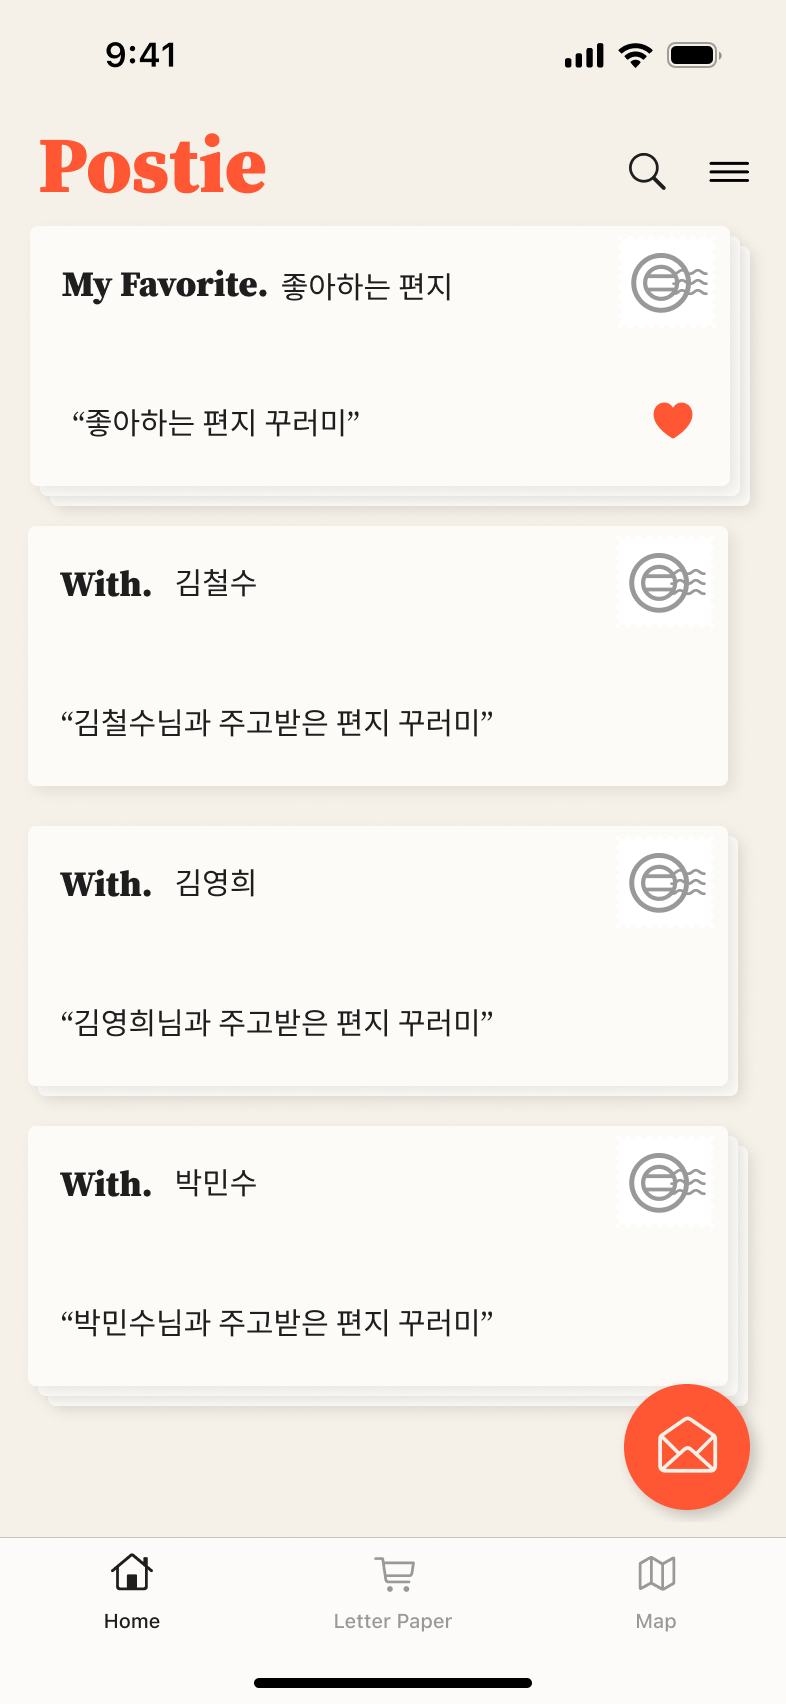 9:41
Postie
My Favorite. 좋아하는 편지
“좋아하는 편지 꾸러미”
With. 김철수
“김철수님과 주고받은 편지 꾸러미”
With. 김영희
“김영희님과 주고받은 편지 꾸러미”
With. 박민수
“박민수님과 주고받은 편지 꾸러미”
Home
Letter Paper
Map